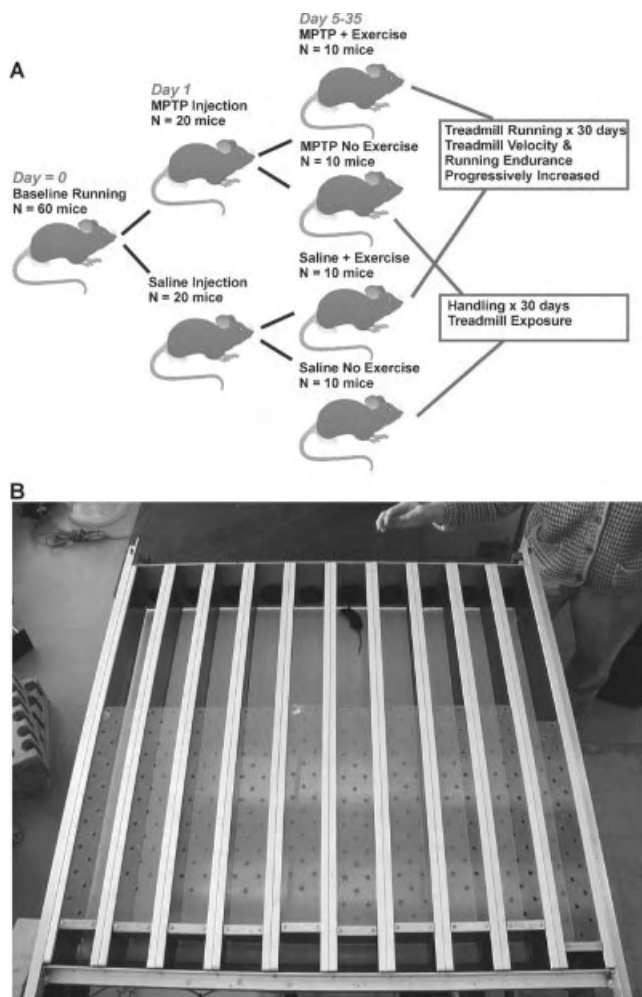 A
Day = 0
Baseline Running
N = 60 mice
Day 1
MPTP Injection
N = 20 mice
Saline Injection
N = 20 mice
Day 5-35
MPTP + Exercise
N = 10 mice
MPTP No Exercise
N = 10 mice
Saline + Exercise
N = 10 mice
Saline No Exercise
N = 10 mice
Treadmill Running x 30 days
Treadmill Velocity &
Running Endurance
Progressively Increased
Handling x 30 days
Treadmill Exposure
B